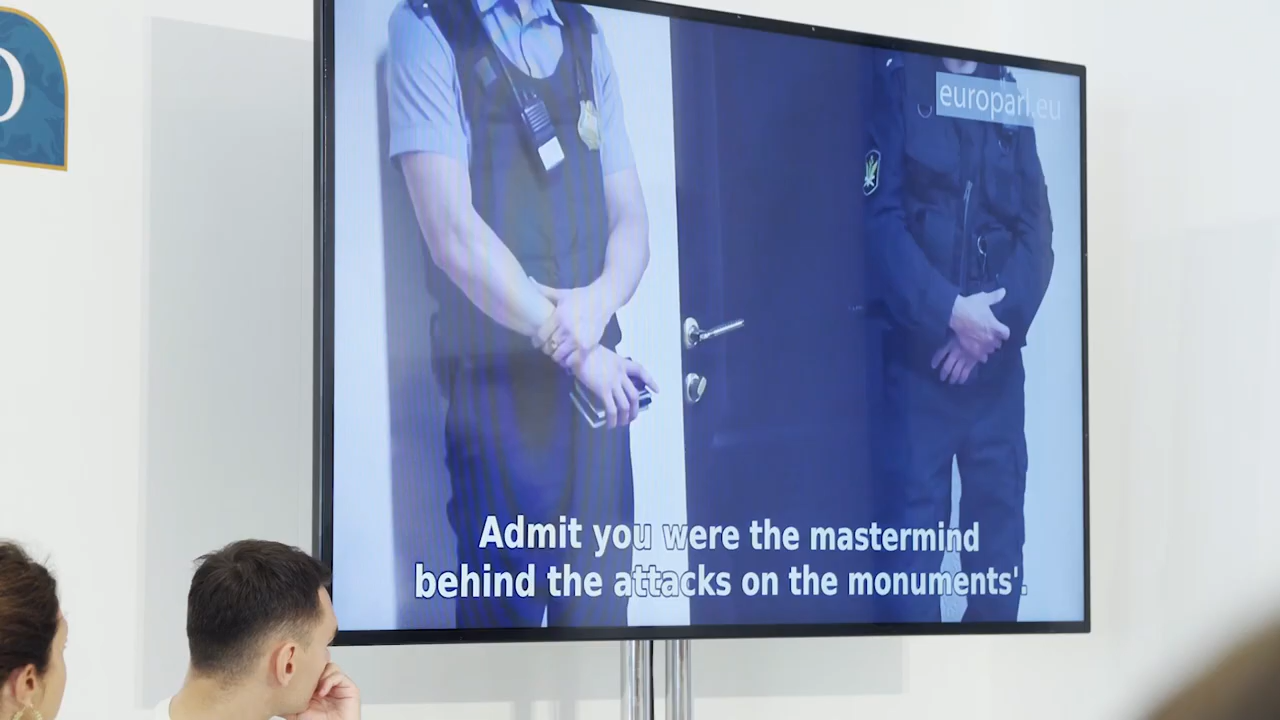 europarl.eu
Admit you were the mastermind
behind the attacks on the monuments'.